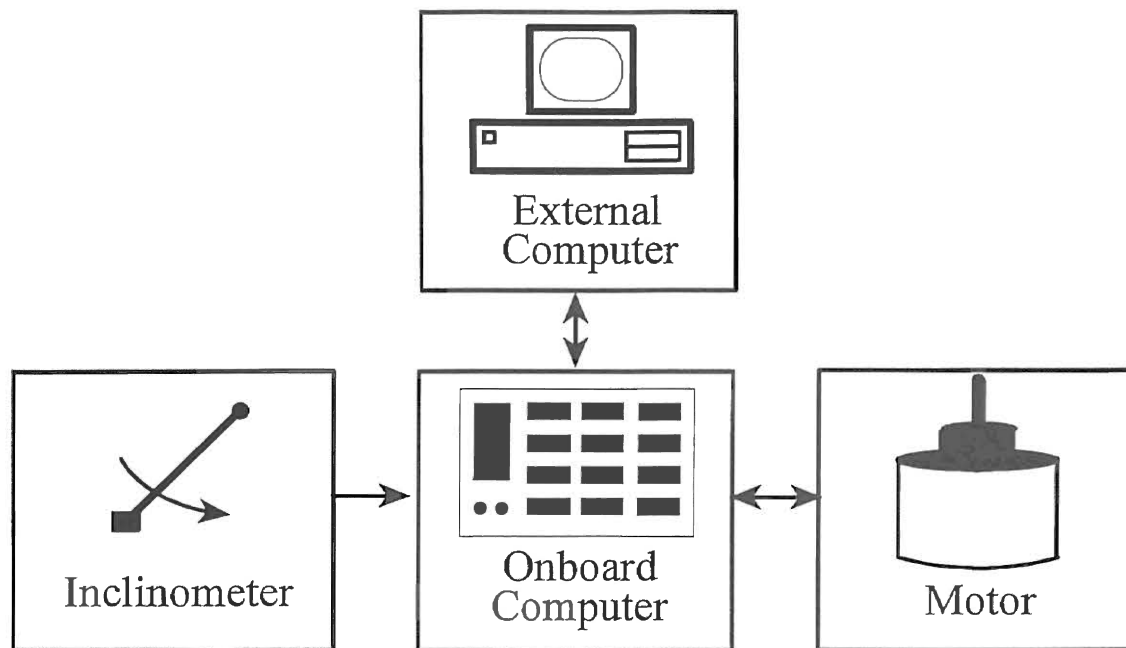 External
Computer
Inclinometer
Onboard
Computer
Motor